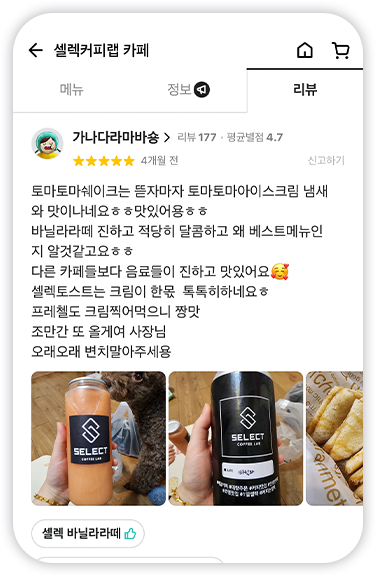 셀렉커피랩 카페
메뉴
정보
리뷰
가나다라마바숑
리뷰 177 · 평균별점 4.7
4개월 전
신고하기
토마토마쉐이크는 뜯자마자 토마토마아이스크림 냄새
와 맛이나네요ㅎㅎ맛있어용ㅎㅎ
바닐라라떼 진하고 적당히 달콤하고 왜 베스트메뉴인
지 알것같고요ㅎㅎ
다른 카페들보다 음료들이 진하고 맛있어요🥰
셀렉토스트는 크림이 한몫 톡톡히하네요ㅎ
프레첼도 크림찍어먹으니 짱맛
조만간 또 올게여 사장님
오래오래 변치말아주세용
SELECT
COFFEE LAB
SELECT
COFFEE LAB
셀렉 바닐라라떼